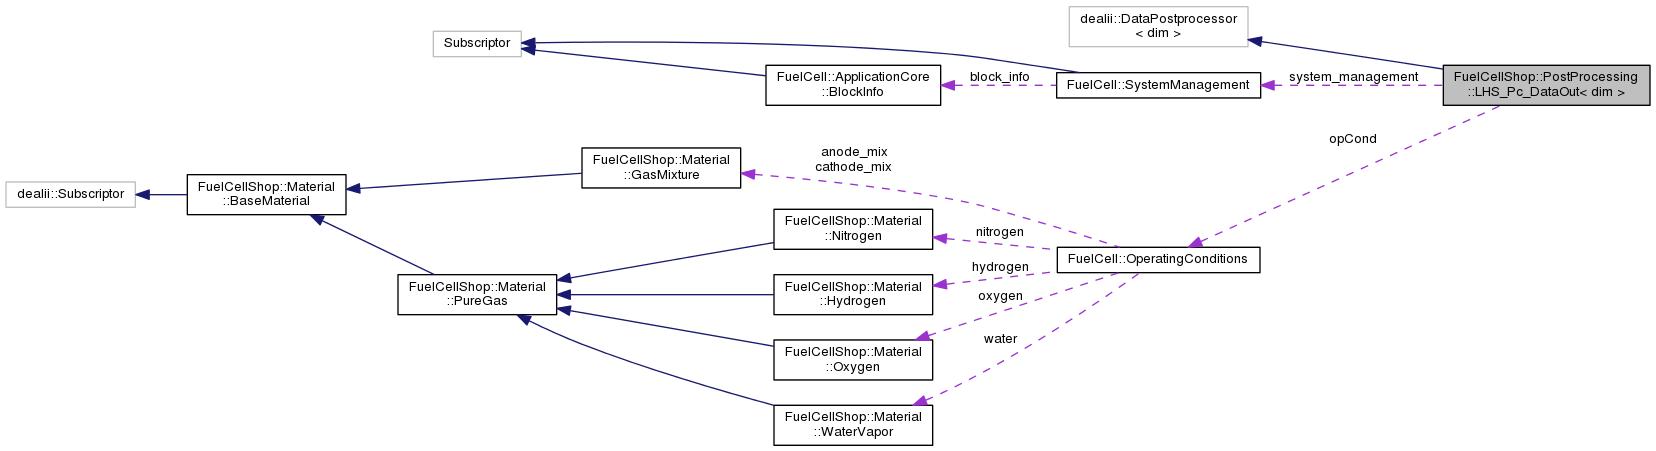 dealii::DataPostprocessor
< dim >
Subscriptor
FuelCell::ApplicationCore
::BlockInfo
block_info
FuelCell::SystemManagement
system_management
FuelCellShop::PostProcessing
::LHS_Pc_DataOut< dim >
opCond
anode_mix
cathode_mix
FuelCellShop::Material
::GasMixture
dealii::Subscriptor
FuelCellShop::Material
::BaseMaterial
FuelCellShop::Material
::Nitrogen
nitrogen
FuelCell::OperatingConditions
hydrogen
FuelCellShop::Material
::PureGas
FuelCellShop::Material
::Hydrogen
oxygen
water
FuelCellShop::Material
::Oxygen
FuelCellShop::Material
::WaterVapor